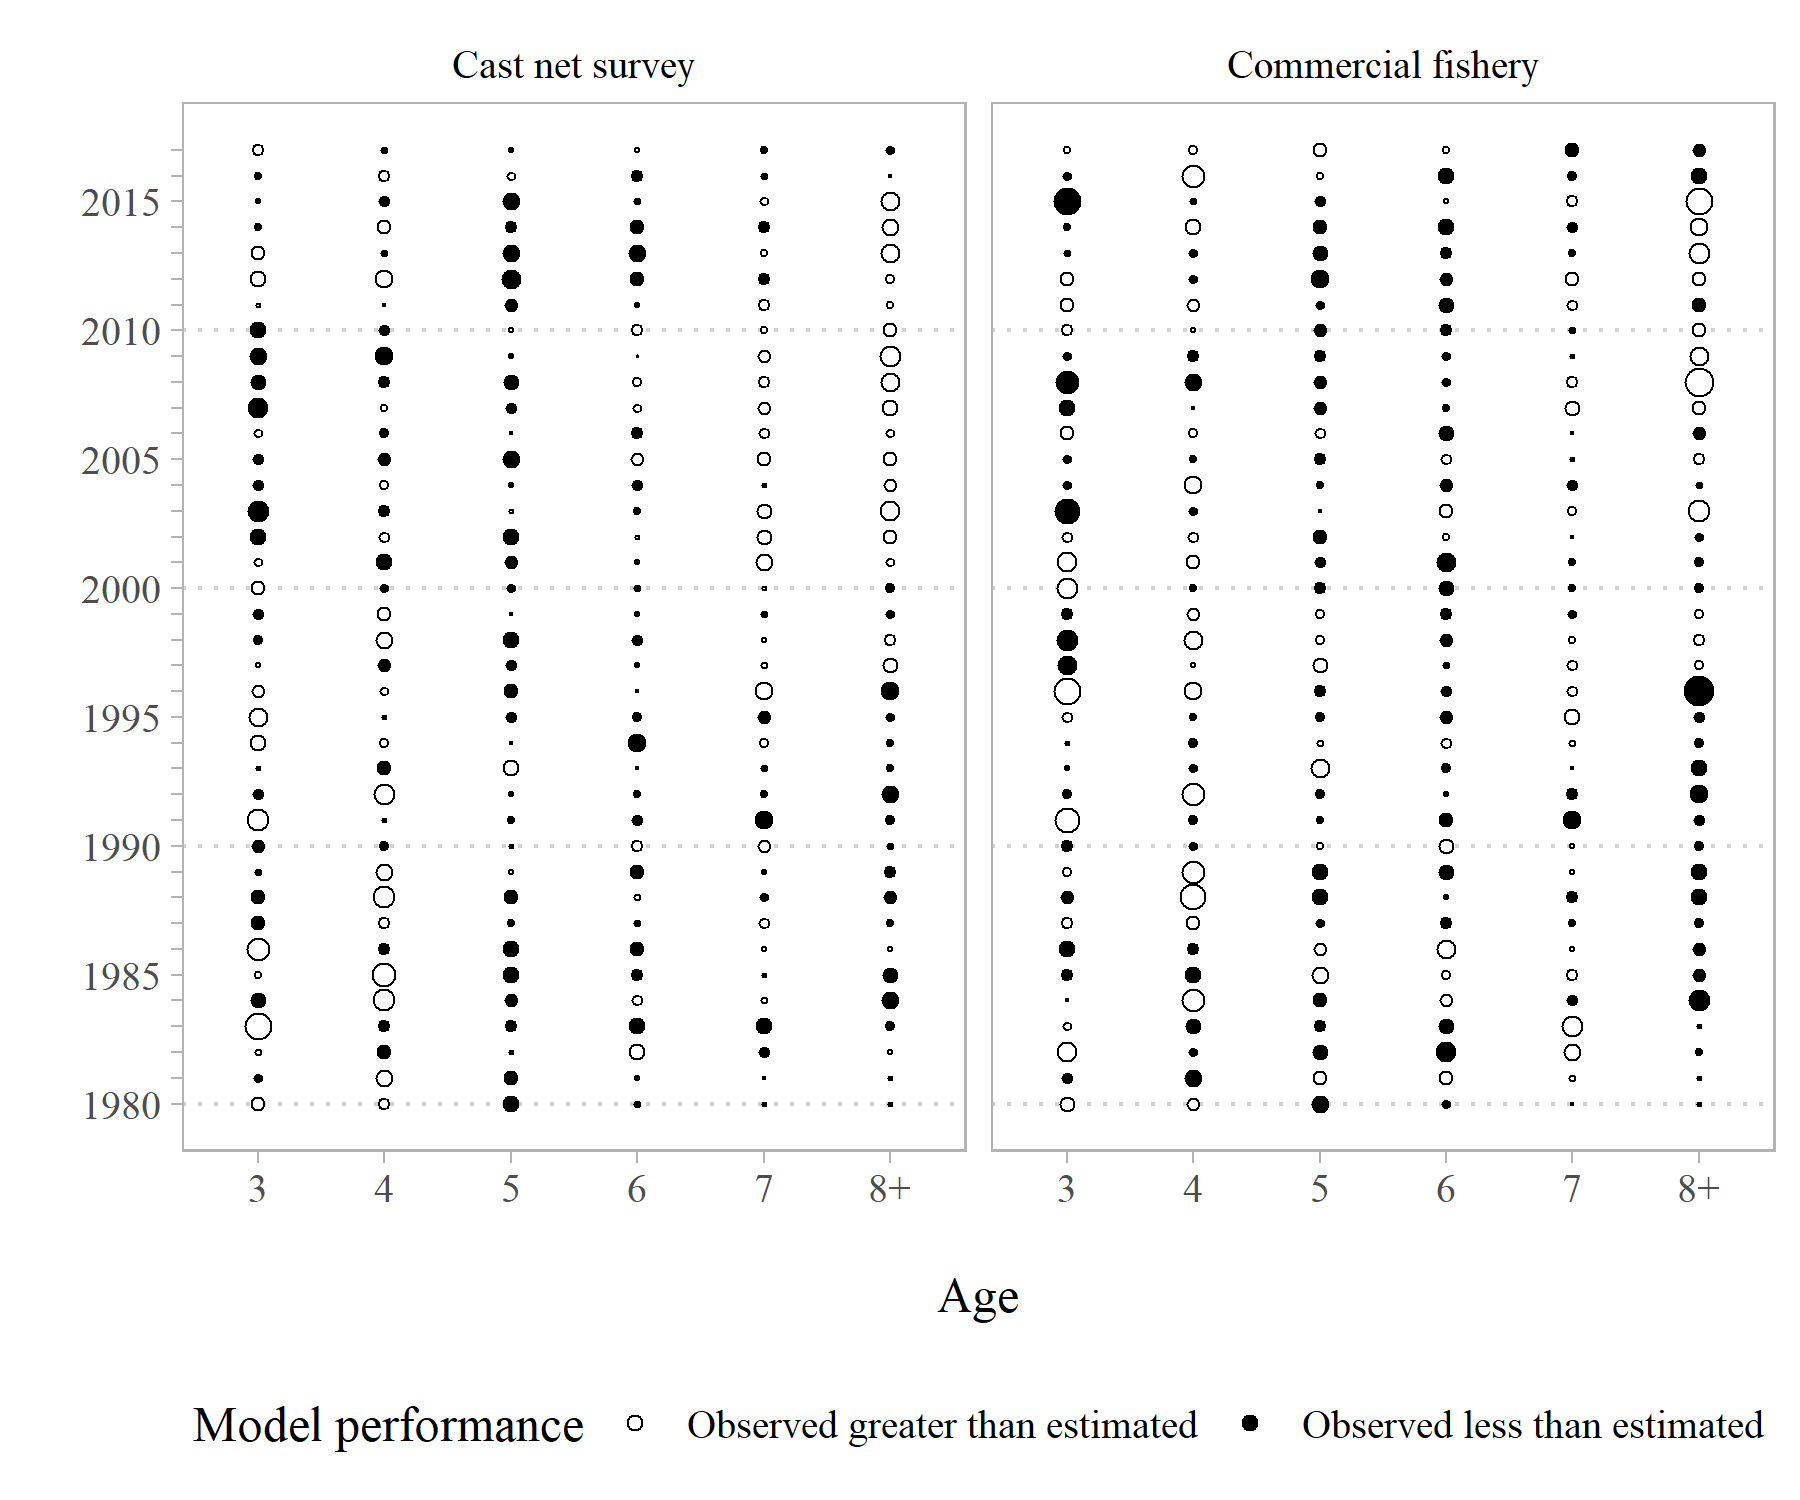 Cast net survey Commercial fishery
2015
2010
2005
2000
1995
1990
1985
1980
3 4 5 6 7 8+ 3 4 5 6 7 8+
Age
Model performance Observed greater than estimated Observed less than estimated